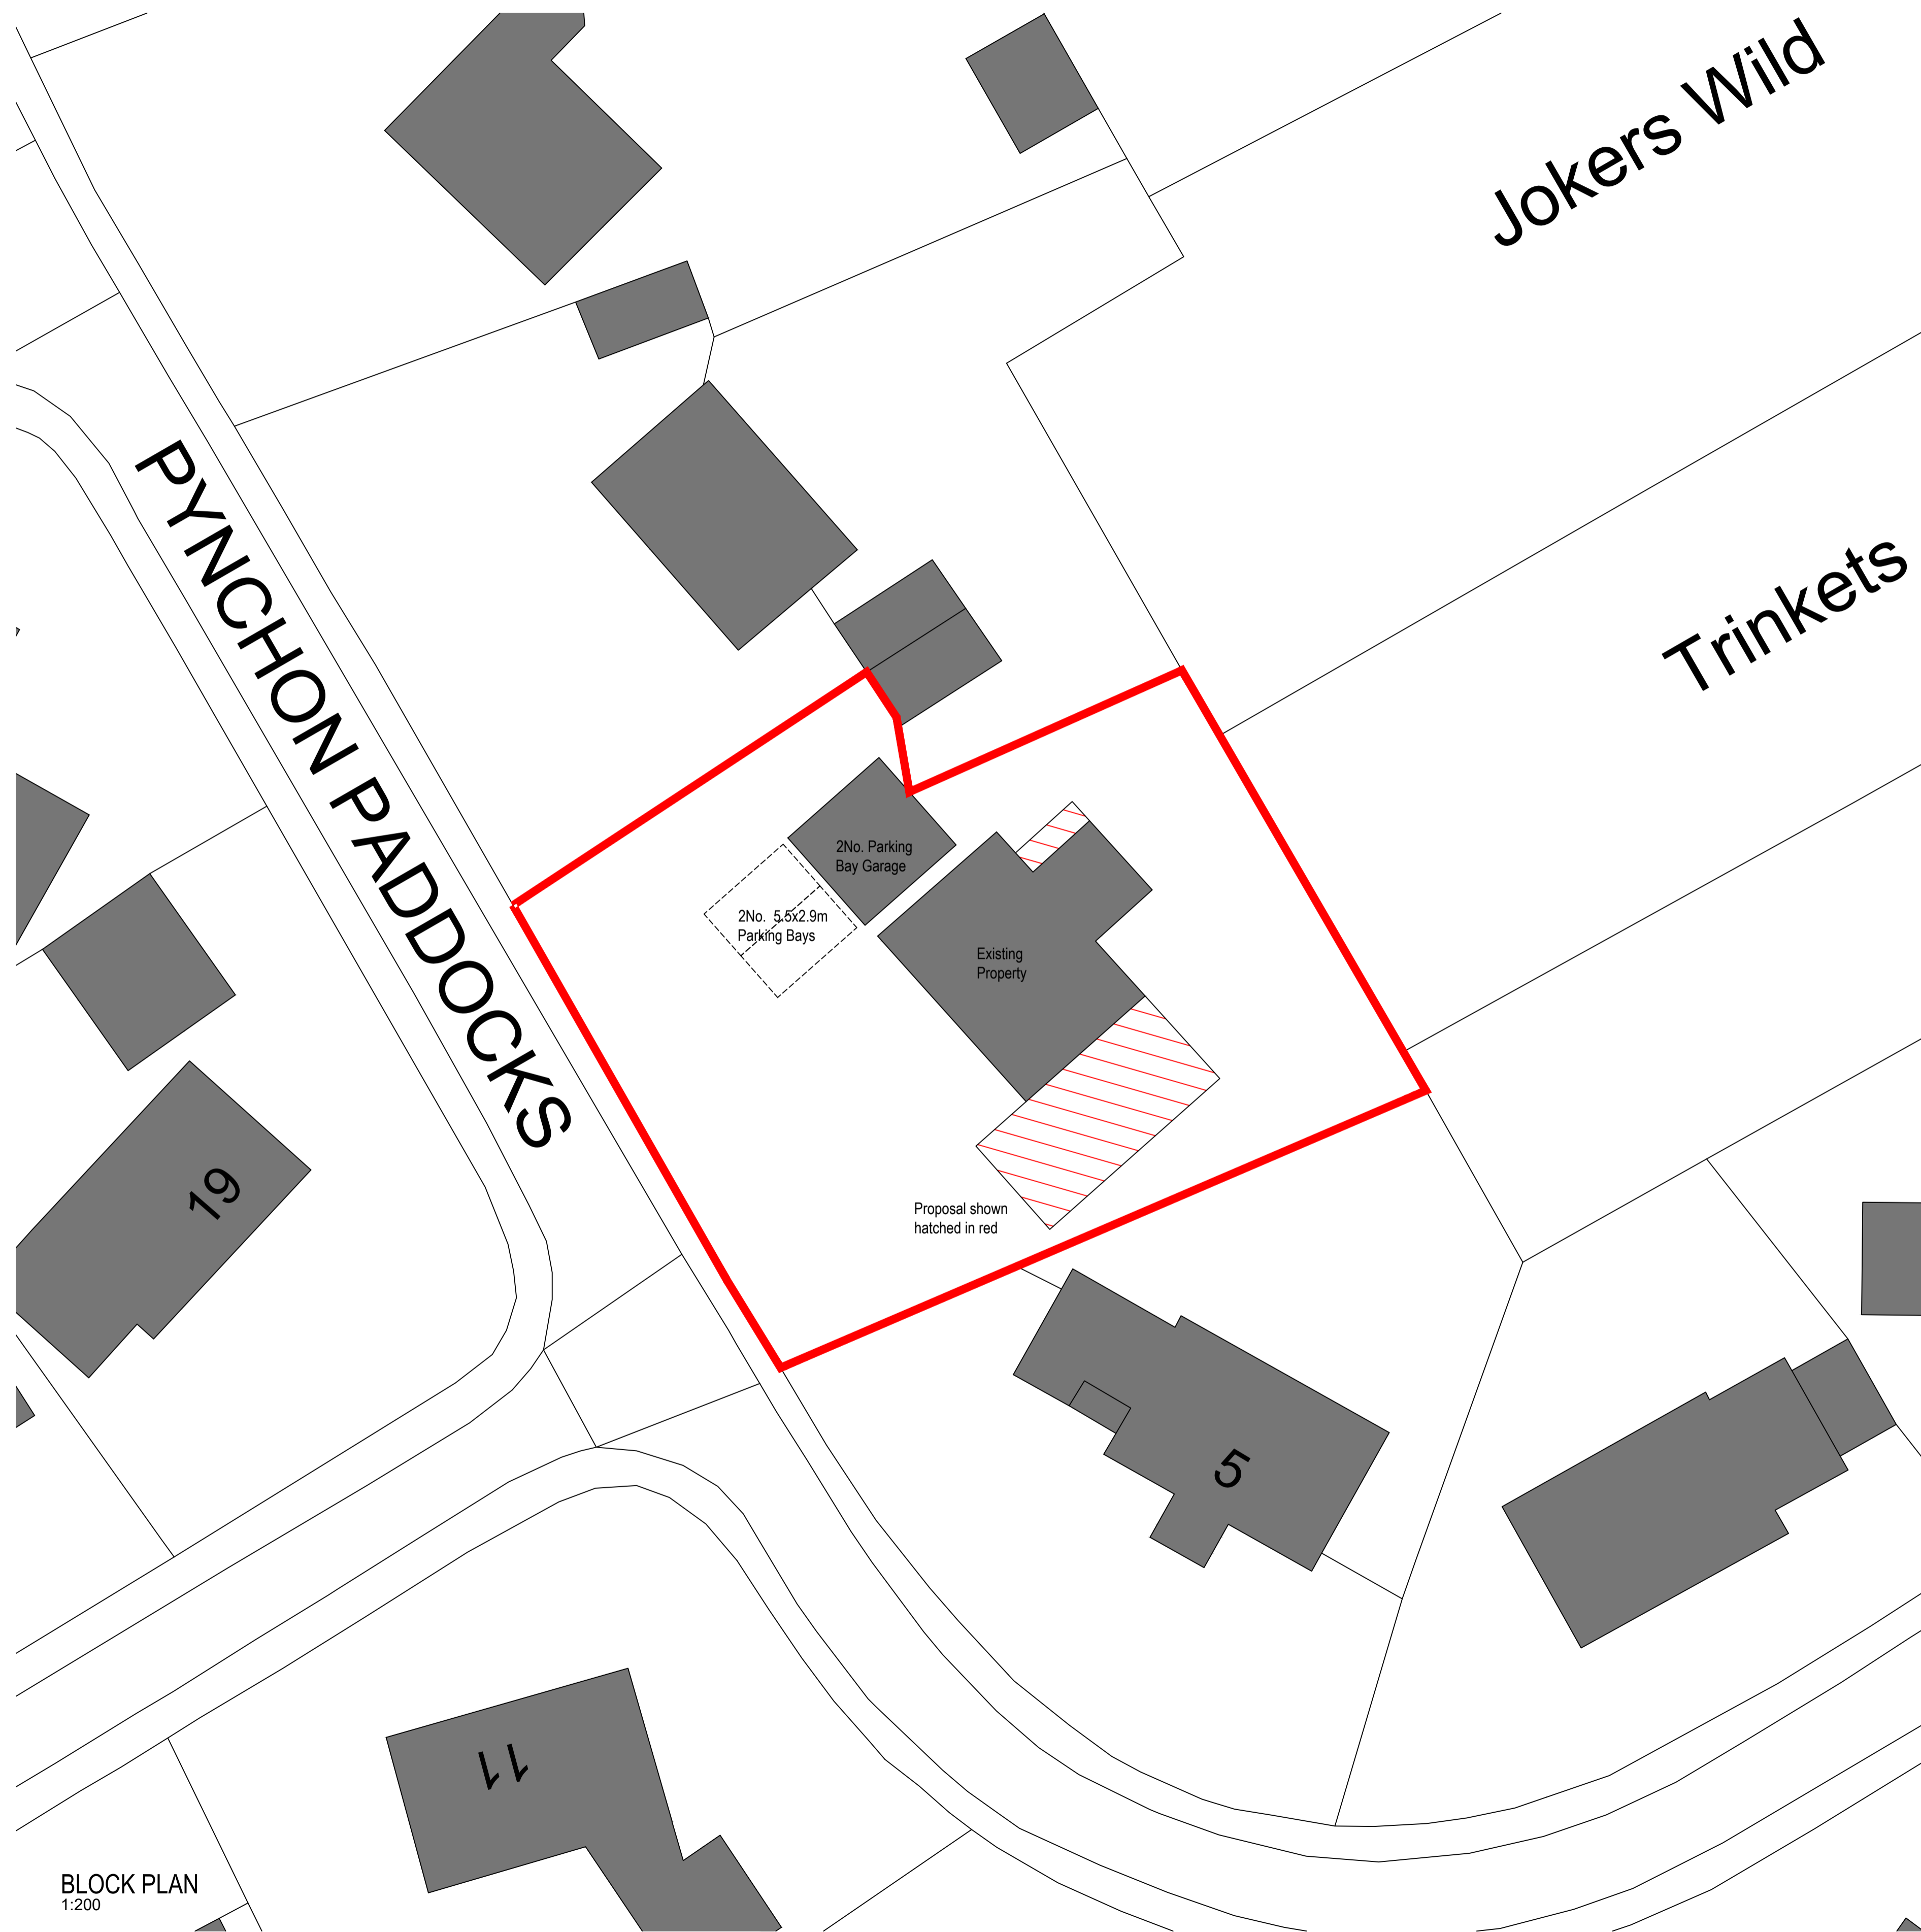 Jokers Wild
PYNCHON PADDOCKS
Trinkets
2No. Parking
Bay Garage
2No. 5.5x2.9m
Parking Bays
Existing
Property
19
Proposal shown
hatched in red
5
11
BLOCK PLAN
1:200